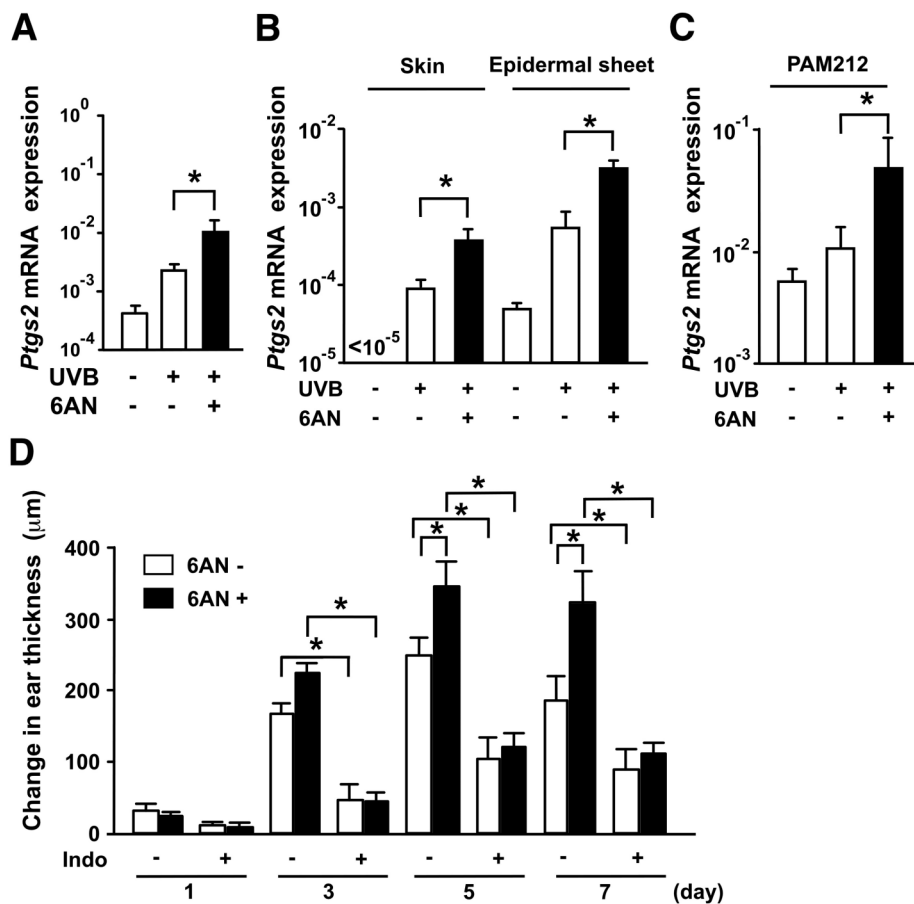 A
Ptgs2 mRNA expression
10⁰
10⁻¹
10⁻²
10⁻³
10⁻⁴
*
UVB - + +
6AN - - +
B
Skin Epidermal sheet
Ptgs2 mRNA expression
10⁻²
10⁻³
10⁻⁴
10⁻⁵
<10⁻⁵
* *
UVB - + + - + +
6AN - - + - - +
C
PAM212
Ptgs2 mRNA expression
10⁻¹
10⁻²
10⁻³
*
UVB - + +
6AN - - +
D
Change in ear thickness (μm)
400
300
200
100
0
6AN -
6AN +
* *
* * *
* * *
Indo - + - + - + - +
1 3 5 7 (day)